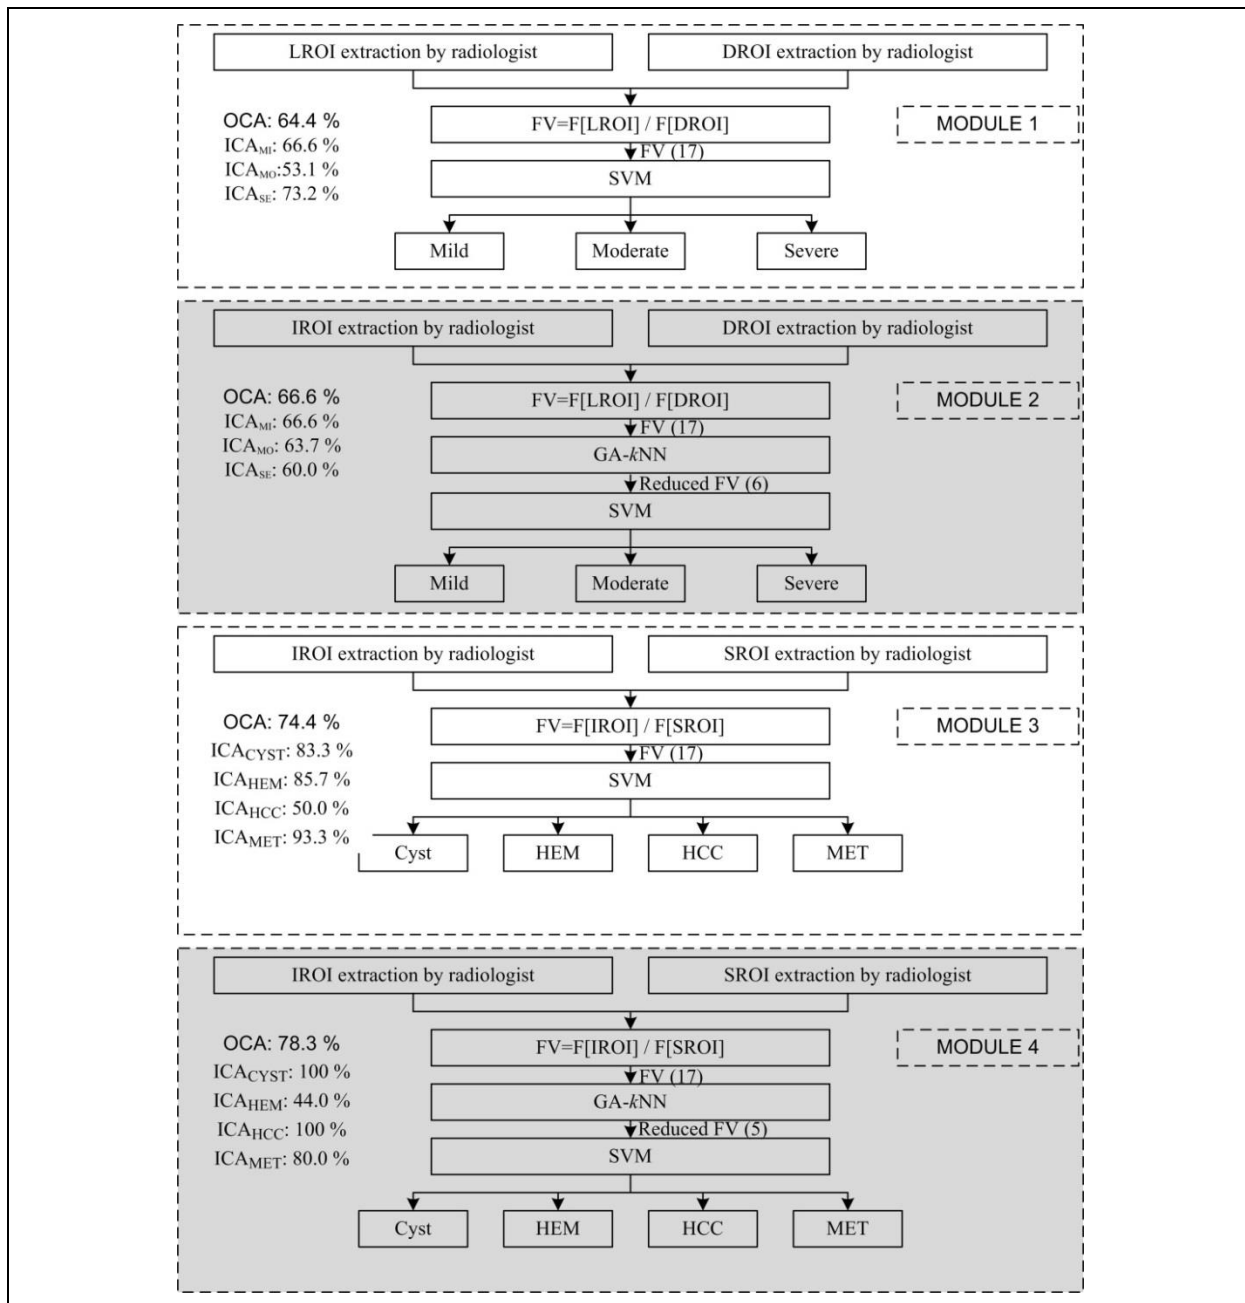 LROI extraction by radiologist
DROI extraction by radiologist
OCA: 64.4 %
ICAMI: 66.6 %
ICAMO:53.1 %
ICASE: 73.2 %
FV=F[LROI] / F[DROI]
MODULE 1
FV (17)
SVM
Mild
Moderate
Severe
IROI extraction by radiologist
DROI extraction by radiologist
OCA: 66.6 %
ICAMI: 66.6 %
ICAMO: 63.7 %
ICASE: 60.0 %
FV=F[LROI] / F[DROI]
MODULE 2
FV (17)
GA-kNN
Reduced FV (6)
SVM
Mild
Moderate
Severe
IROI extraction by radiologist
SROI extraction by radiologist
OCA: 74.4 %
ICACYST: 83.3 %
ICAHEM: 85.7 %
ICAHCC: 50.0 %
ICAMET: 93.3 %
FV=F[IROI] / F[SROI]
MODULE 3
FV (17)
SVM
Cyst
HEM
HCC
MET
IROI extraction by radiologist
SROI extraction by radiologist
OCA: 78.3 %
ICACYST: 100 %
ICAHEM: 44.0 %
ICAHCC: 100 %
ICAMET: 80.0 %
FV=F[IROI] / F[SROI]
MODULE 4
FV (17)
GA-kNN
Reduced FV (5)
SVM
Cyst
HEM
HCC
MET